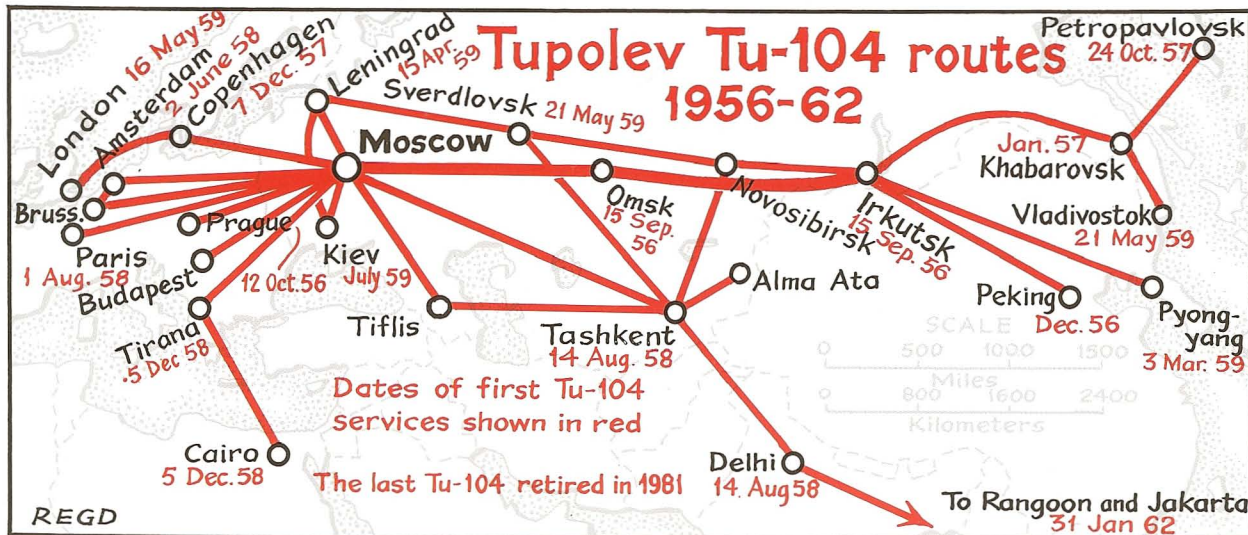 Tupolev Tu-104 routes
1956-62
London 16 May 59
Amsterdam
2 June 58
Copenhagen
7 Dec. 57
Leningrad
15 Apr.
59
Sverdlovsk 21 May 59
Petropavlovsk
24 Oct. 57
Moscow
Jan. 57
Khabarovsk
Bruss.
Prague
Omsk
15 Sep.
56
Novosibirsk
Irkutsk
15 Sep. 56
Vladivostok
21 May 59
Paris
1 Aug. 58
Budapest
12 Oct. 56
Kiev
July 59
Alma Ata
Peking
Dec. 56
Pyong-
yang
3 Mar. 59
Tirana
.5 Dec 58
Tiflis
Tashkent
14 Aug. 58
SCALE
0 500 1000 1500
Miles
0 800 1600 2400
Kilometers
Dates of first Tu-104
services shown in red
Cairo
5 Dec. 58
The last Tu-104 retired in 1981
Delhi
14 Aug 58
To Rangoon and Jakarta
31 Jan 62
REGD